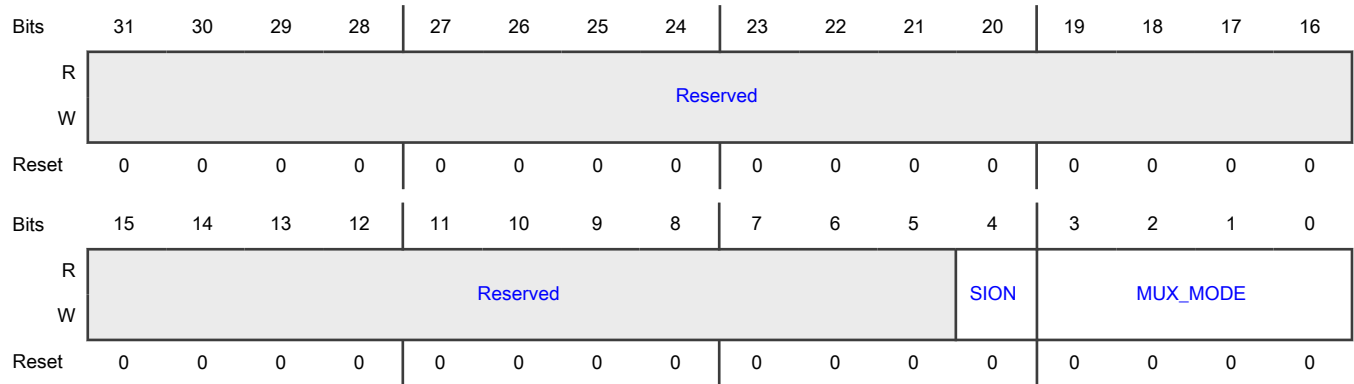 Bits 31 30 29 28 27 26 25 24 23 22 21 20 19 18 17 16
R
Reserved
W
Reset 0 0 0 0 0 0 0 0 0 0 0 0 0 0 0 0
Bits 15 14 13 12 11 10 9 8 7 6 5 4 3 2 1 0
R
Reserved SION MUX_MODE
W
Reset 0 0 0 0 0 0 0 0 0 0 0 0 0 0 0 0